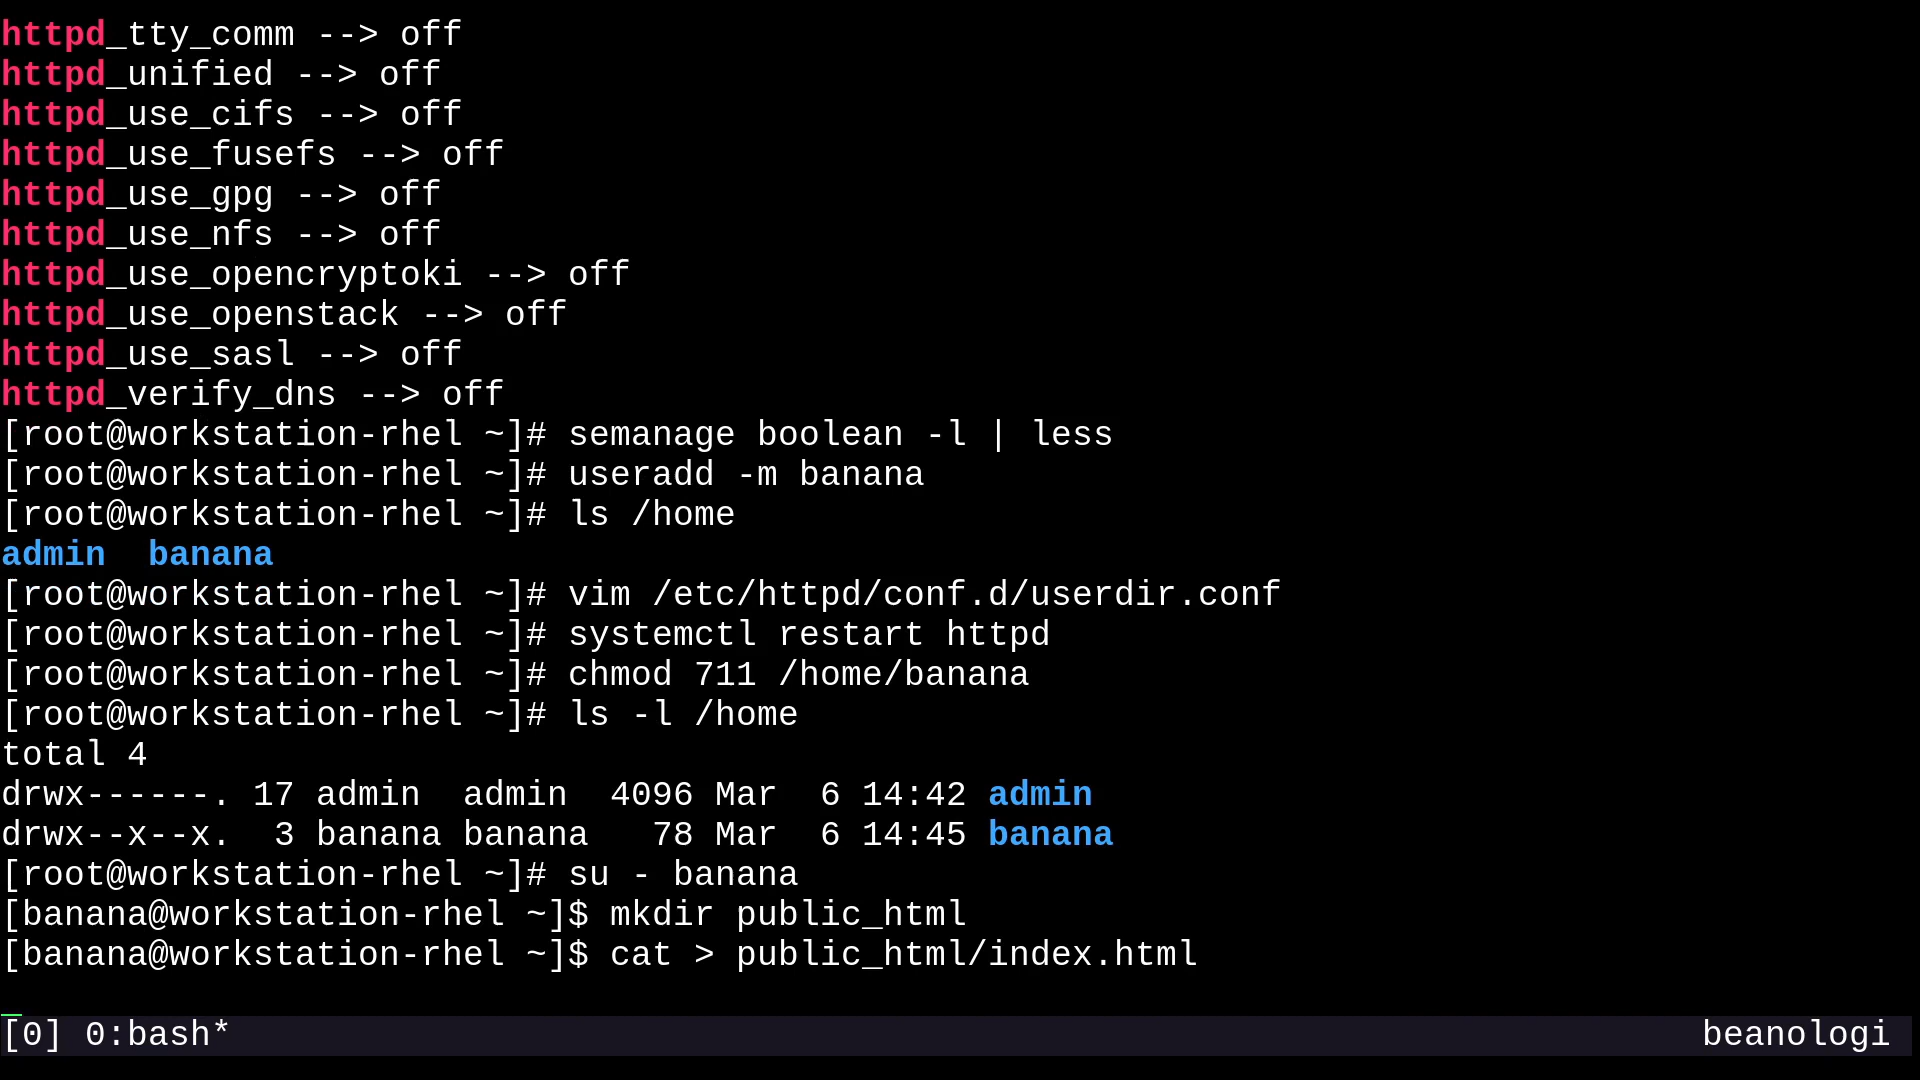 httpd_tty_comm --> off
httpd_unified --> off
httpd_use_cifs --> off
httpd_use_fusefs --> off
httpd_use_gpg --> off
httpd_use_nfs --> off
httpd_use_opencryptoki --> off
httpd_use_openstack --> off
httpd_use_sasl --> off
httpd_verify_dns --> off
[root@workstation-rhel ~]# semanage boolean -l | less
[root@workstation-rhel ~]# useradd -m banana
[root@workstation-rhel ~]# ls /home
admin  banana
[root@workstation-rhel ~]# vim /etc/httpd/conf.d/userdir.conf
[root@workstation-rhel ~]# systemctl restart httpd
[root@workstation-rhel ~]# chmod 711 /home/banana
[root@workstation-rhel ~]# ls -l /home
total 4
drwx------. 17 admin  admin  4096 Mar  6 14:42 admin
drwx--x--x.  3 banana banana   78 Mar  6 14:45 banana
[root@workstation-rhel ~]# su - banana
[banana@workstation-rhel ~]$ mkdir public_html
[banana@workstation-rhel ~]$ cat > public_html/index.html
[0] 0:bash* beanologi